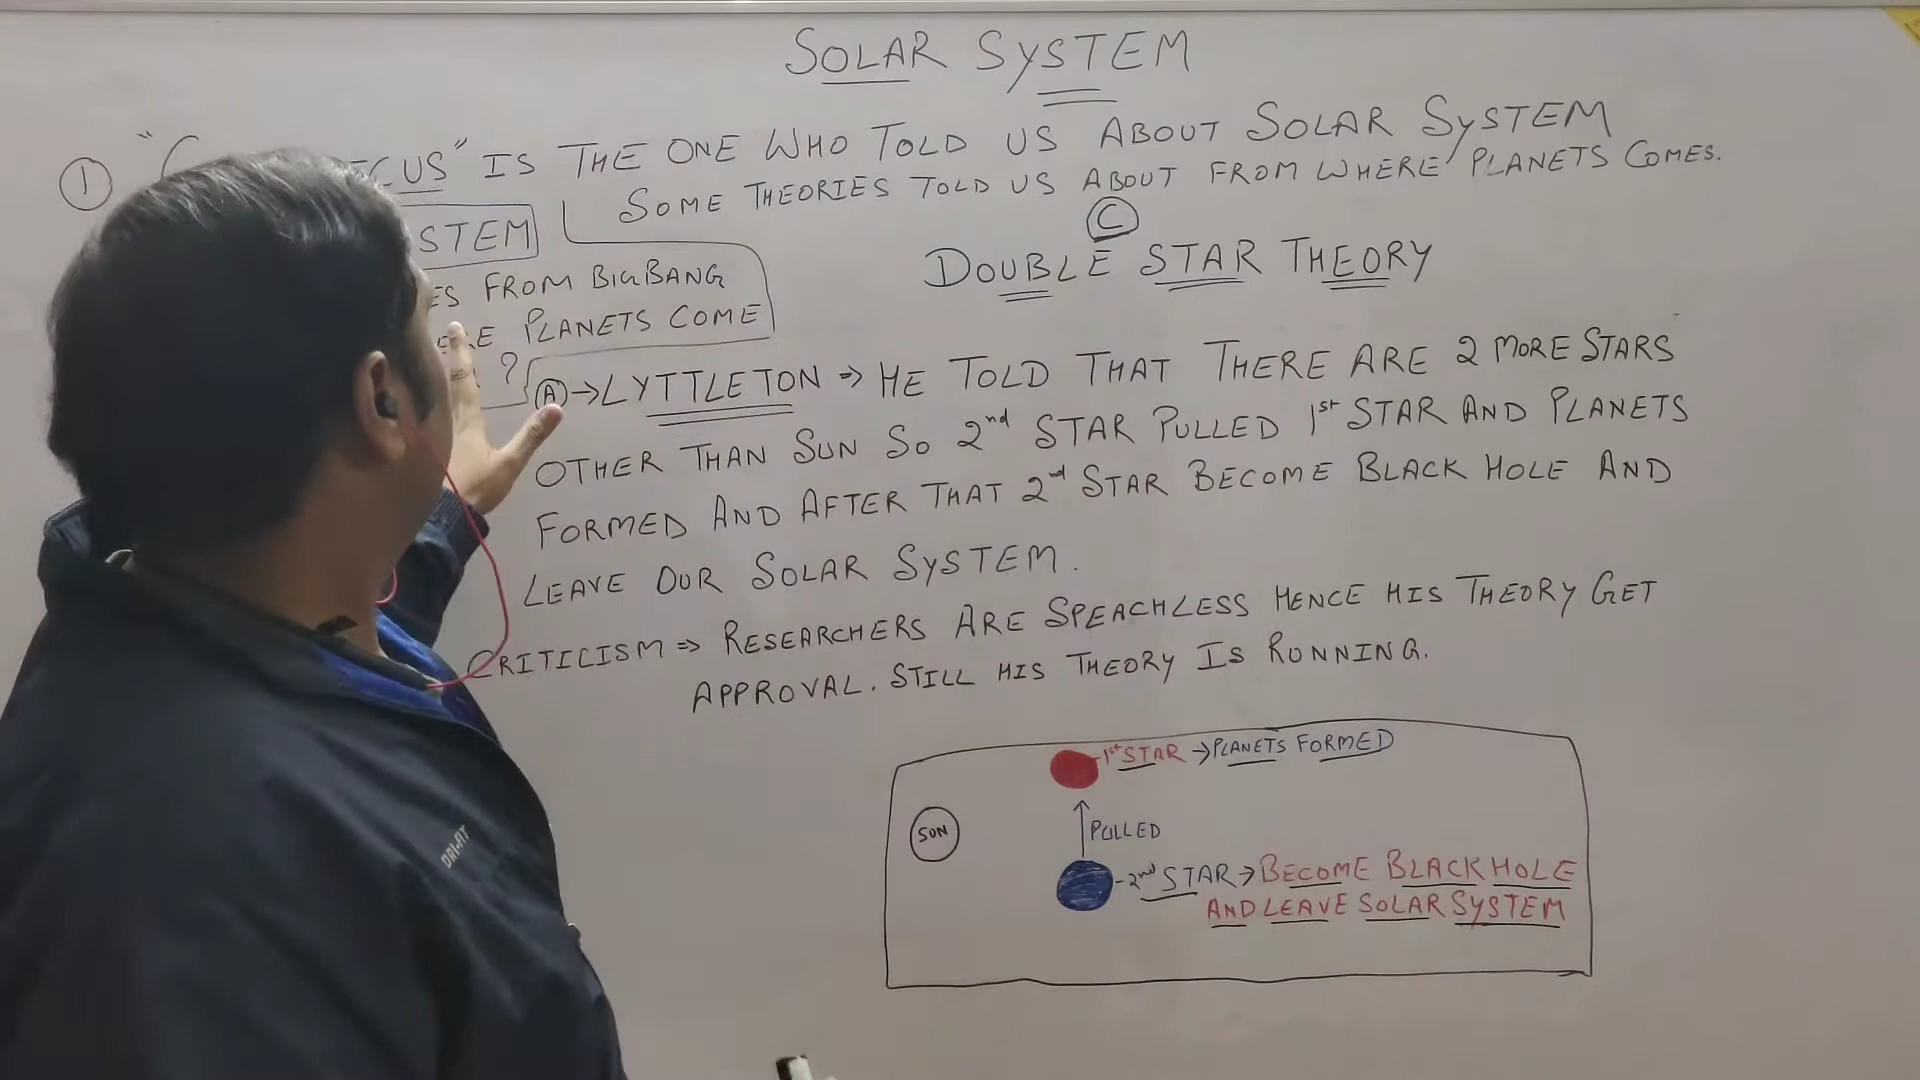 SOLAR SYSTEM
① "C CUS" IS THE ONE WHO TOLD US ABOUT SOLAR SYSTEM
SOME THEORIES TOLD US ABOUT FROM WHERE PLANETS COMES.
STEM
ES FROM BIGBANG
RE PLANETS COME
?
Ⓒ
DOUBLE STAR THEORY
Ⓐ → LYTTLETON ⇒ HE TOLD THAT THERE ARE 2 MORE STARS
OTHER THAN SUN SO 2nd STAR PULLED 1st STAR AND PLANETS
FORMED AND AFTER THAT 2nd STAR BECOME BLACK HOLE AND
LEAVE OUR SOLAR SYSTEM.
CRITICISM ⇒ RESEARCHERS ARE SPEACHLESS HENCE HIS THEORY GET
APPROVAL. STILL HIS THEORY IS RUNNING.
1st STAR → PLANETS FORMED
SUN
PULLED
2nd STAR → BECOME BLACK HOLE
AND LEAVE SOLAR SYSTEM
DRI-FIT